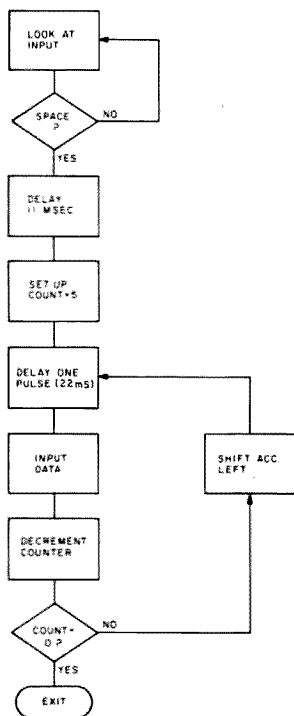 LOOK AT
INPUT
SPACE
?
NO
YES
DELAY
11 MSEC
SET UP
COUNT=5
DELAY ONE
PULSE (22mS)
INPUT
DATA
SHIFT ACC.
LEFT
DECREMENT
COUNTER
COUNT=
0?
NO
YES
EXIT